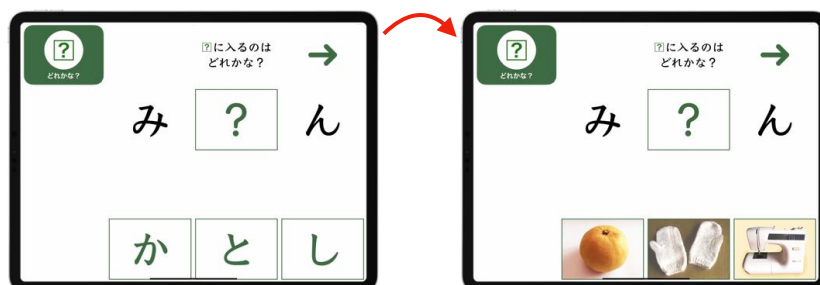 ?
どれかな?
?に入るのは
どれかな?
→
み ? ん
か と し
?
どれかな?
?に入るのは
どれかな?
→
み ? ん